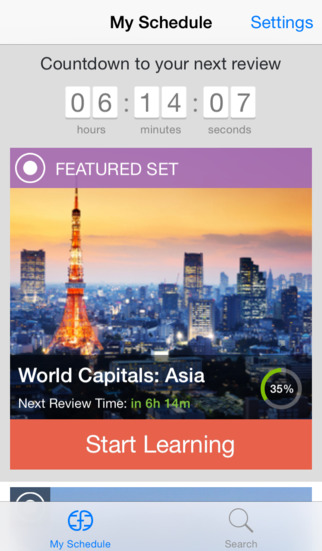 My Schedule
Settings
Countdown to your next review
06:14:07
hours minutes seconds
FEATURED SET
World Capitals: Asia
Next Review Time: in 6h 14m
35%
Start Learning
My Schedule
Search